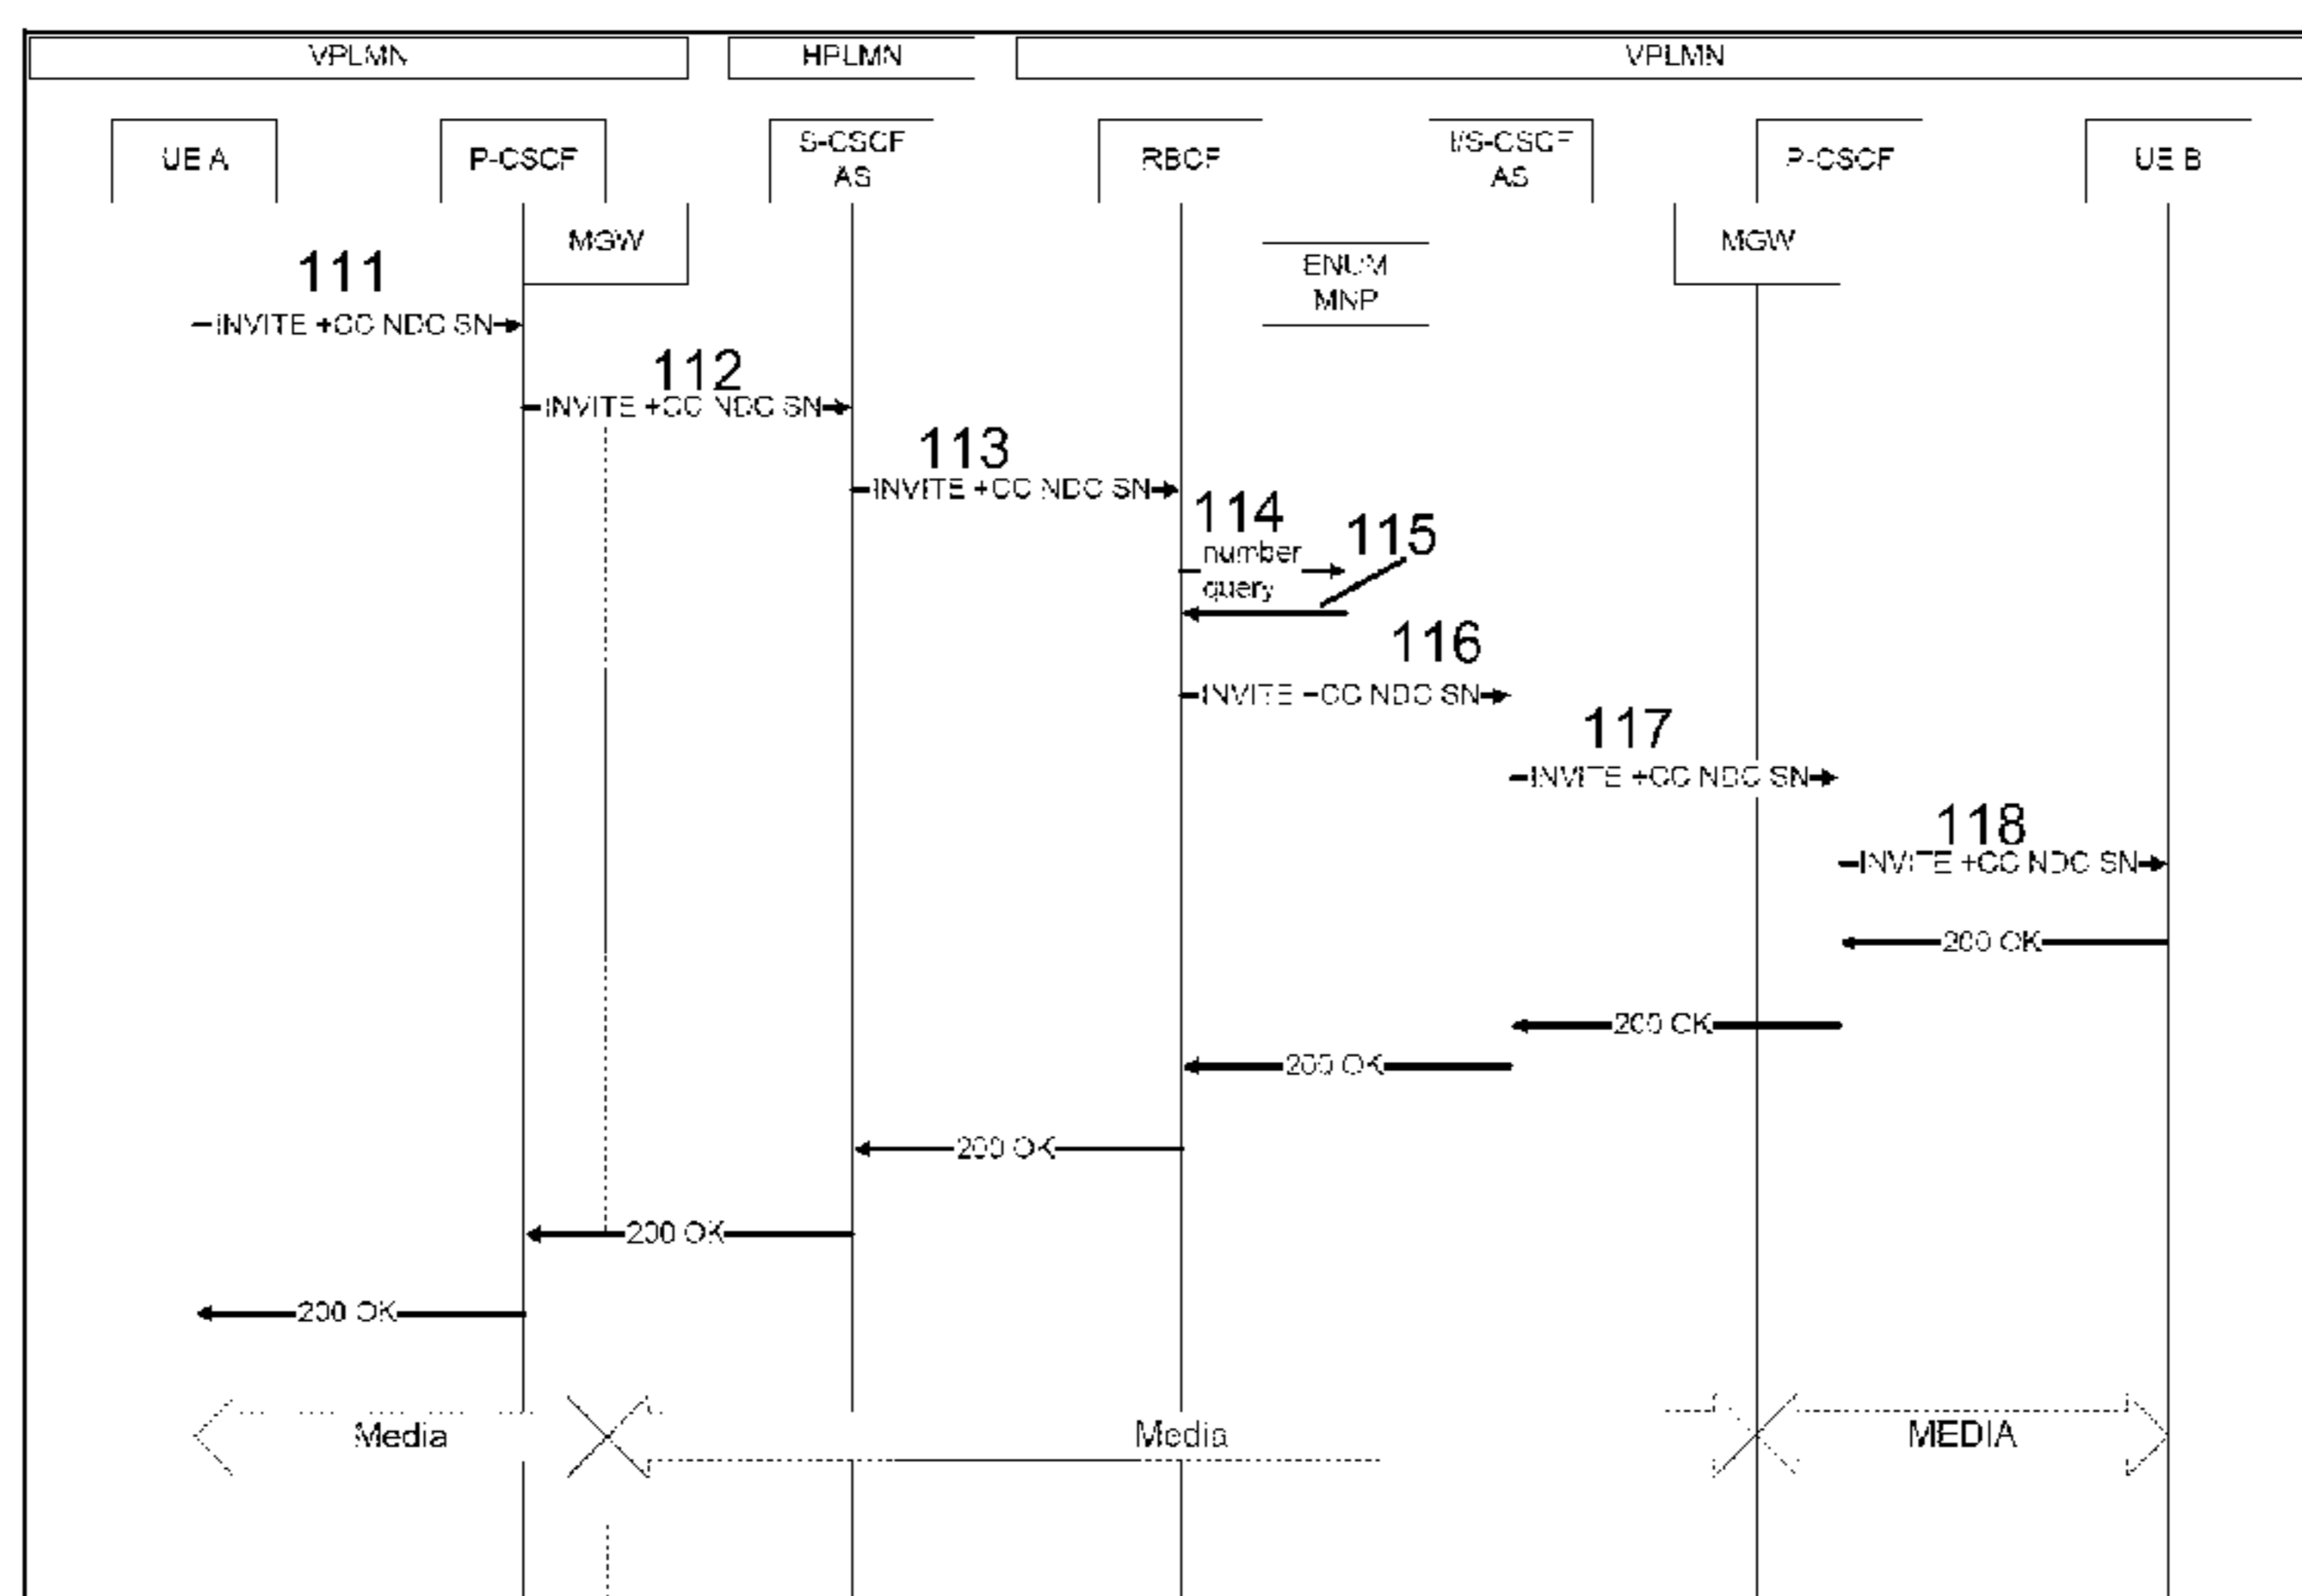 VPLMN HPLMN VPLMN
UE A P-CSCF S-CSCF RBCF I/S-CSCF P-CSCF UE B
AS AS
MGW MGW
ENUM
MNP
111
INVITE +CC NDC SN
112
INVITE +CC NDC SN
113
INVITE +CC NDC SN
114 115
number
query
116
INVITE +CC NDC SN
117
INVITE +CC NDC SN
118
INVITE +CC NDC SN
200 OK
200 OK
200 OK
200 OK
200 OK
200 OK
Media Media MEDIA